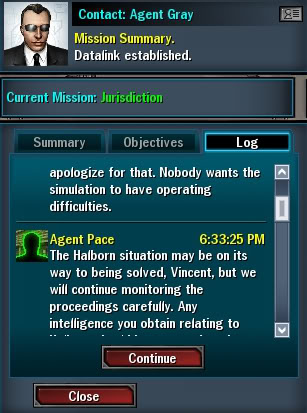 Contact: Agent Gray
Mission Summary.
Datalink established.
Current Mission: Jurisdiction
Summary
Objectives
Log
apologize for that. Nobody wants the
simulation to have operating
difficulties.
Agent Pace 6:33:25 PM
The Halborn situation may be on its
way to being solved, Vincent, but we
will continue monitoring the
proceedings carefully. Any
intelligence you obtain relating to
Continue
Close